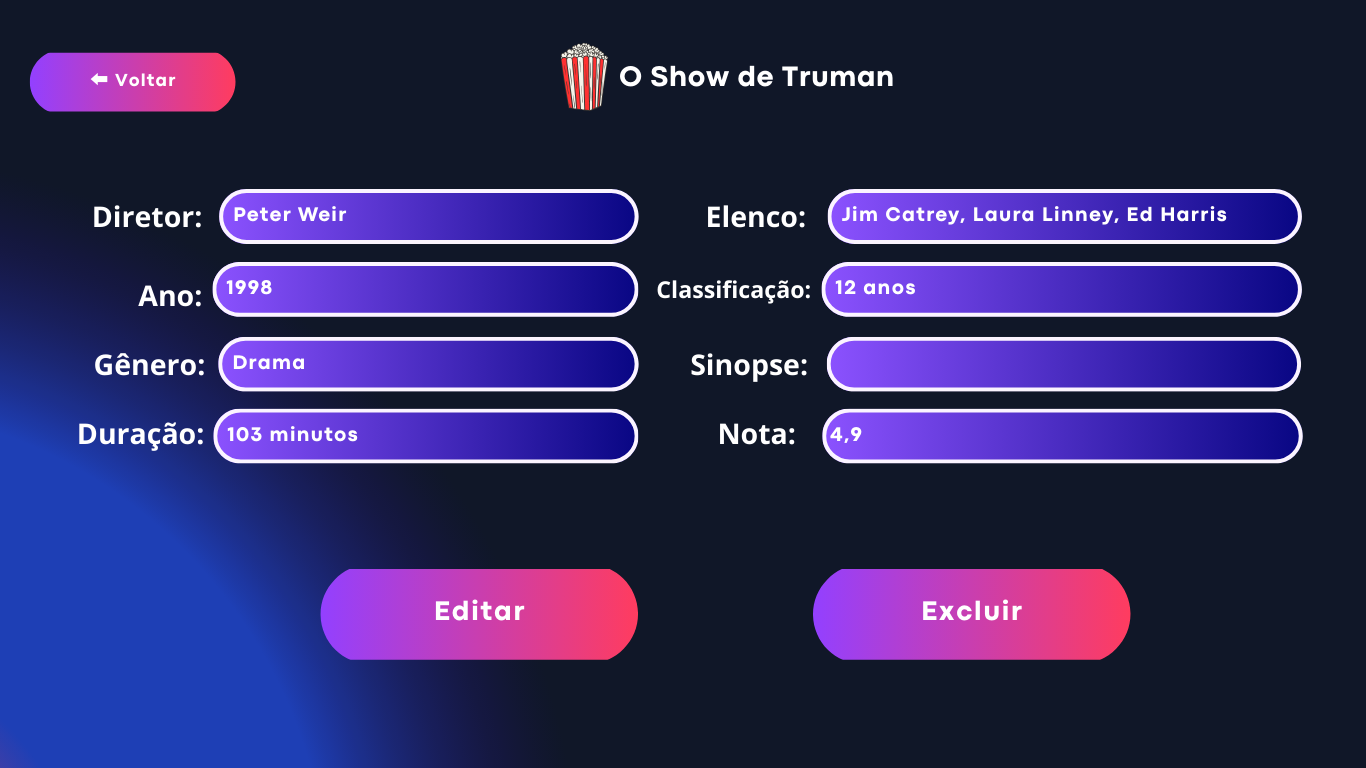 ⬅ Voltar
O Show de Truman
Diretor: Peter Weir
Elenco: Jim Catrey, Laura Linney, Ed Harris
Ano: 1998
Classificação: 12 anos
Gênero: Drama
Sinopse:
Duração: 103 minutos
Nota: 4,9
Editar
Excluir